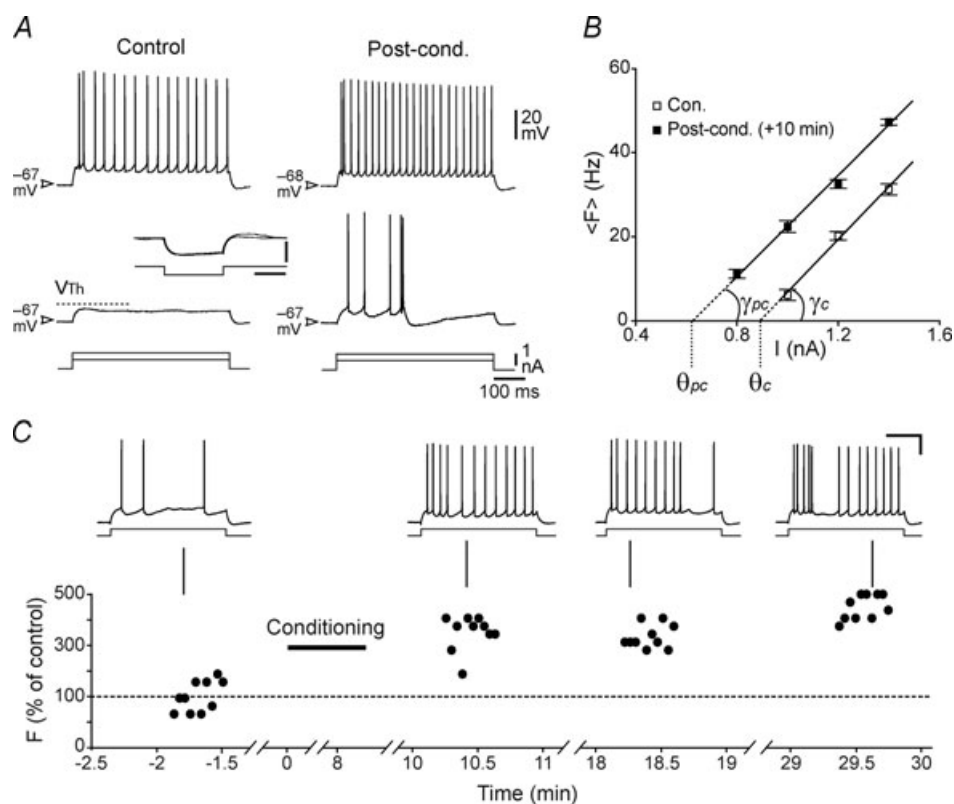 A
Control
Post-cond.
20
mV
–67
mV
–68
mV
VTh
–67
mV
–67
mV
1
nA
100 ms
B
60
40
20
0
<F> (Hz)
Con.
Post-cond. (+10 min)
γpc
γc
0.4
0.8
1.2
1.6
I (nA)
θpc
θc
C
500
300
100
0
F (% of control)
Conditioning
-2.5
-2
-1.5
0
8
10
10.5
11
18
18.5
19
29
29.5
30
Time (min)